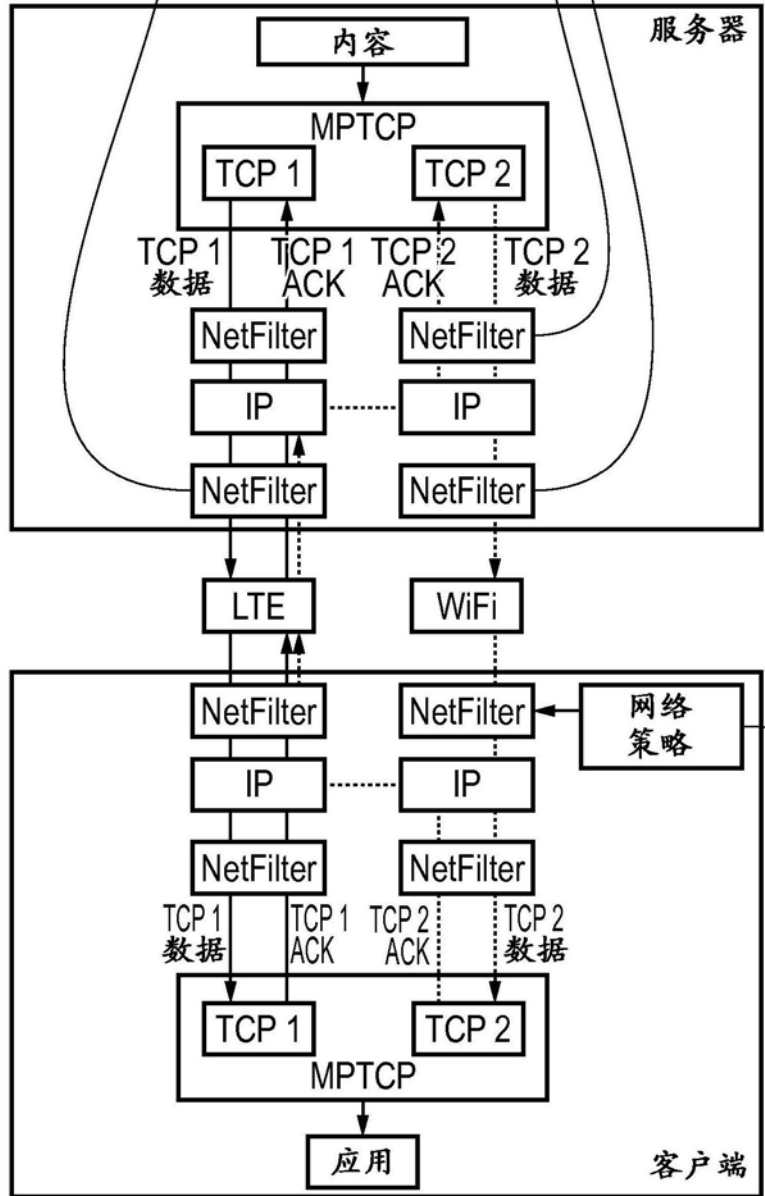 服务器
内容
MPTCP
TCP 1
TCP 2
TCP 1
数据
TCP 1
ACK
TCP 2
ACK
TCP 2
数据
NetFilter
NetFilter
IP
IP
NetFilter
NetFilter
LTE
WiFi
NetFilter
NetFilter
网络
策略
IP
IP
NetFilter
NetFilter
TCP 1
数据
TCP 1
ACK
TCP 2
ACK
TCP 2
数据
TCP 1
TCP 2
MPTCP
应用
客户端